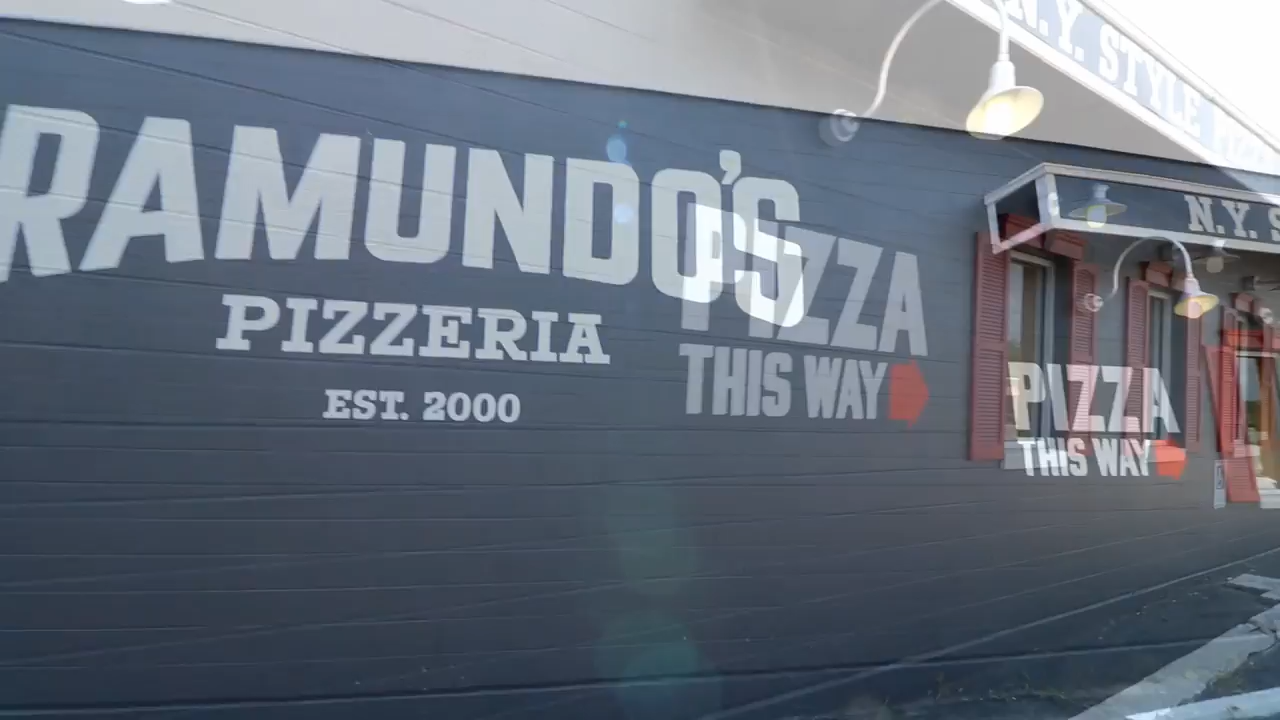 RAMUNDO'S
PIZZERIA
EST. 2000
PIZZA
THIS WAY
N.Y. STYLE
N.Y. S
PIZZA
THIS WAY